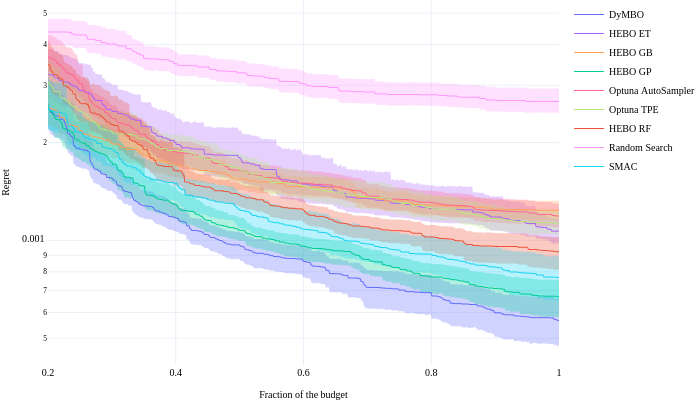 5
4
3
2
0.001
9
8
7
6
5
Regret
0.2
0.4
0.6
0.8
1
Fraction of the budget
DyMBO
HEBO ET
HEBO GB
HEBO GP
Optuna AutoSampler
Optuna TPE
HEBO RF
Random Search
SMAC